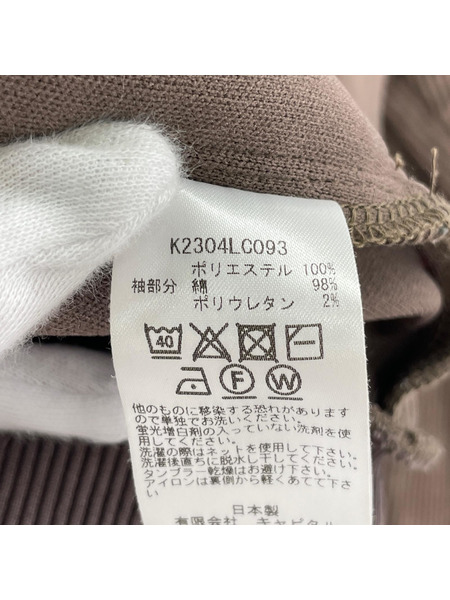 K2304LC093
ポリエステル 100%
袖部分 綿 98%
ポリウレタン 2%
40
F W
他のものに移染する恐れがあります
ので単独でお洗いください
蛍光増白剤の入っていない洗剤を使
用してください。
洗濯の際はネットを使用して下さい。
洗濯後直ちに脱水し干してください。
タンブラー乾燥はお避け下さい。
アイロンは裏側から軽くあてて下さ
い。
日本製
有限会社 キャピタル